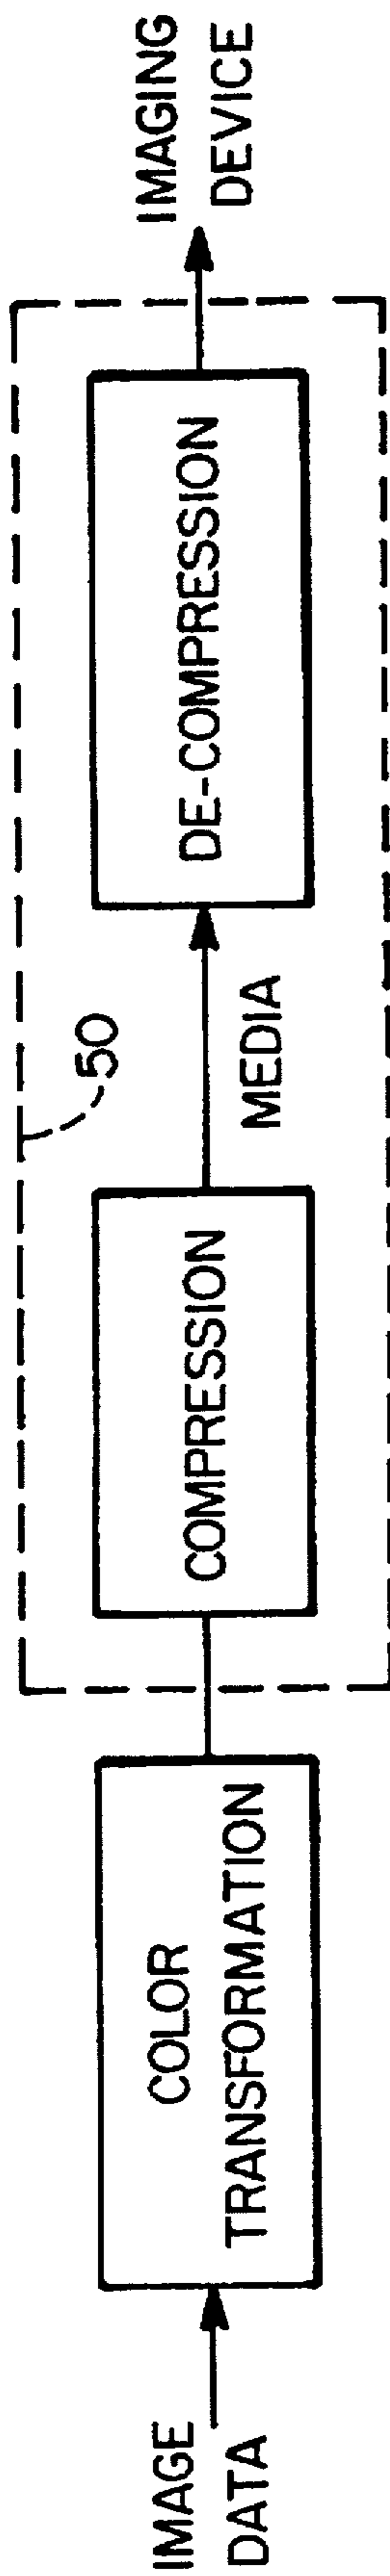 IMAGE
DATA
COLOR
TRANSFORMATION
COMPRESSION
50
MEDIA
DE-COMPRESSION
IMAGING
DEVICE